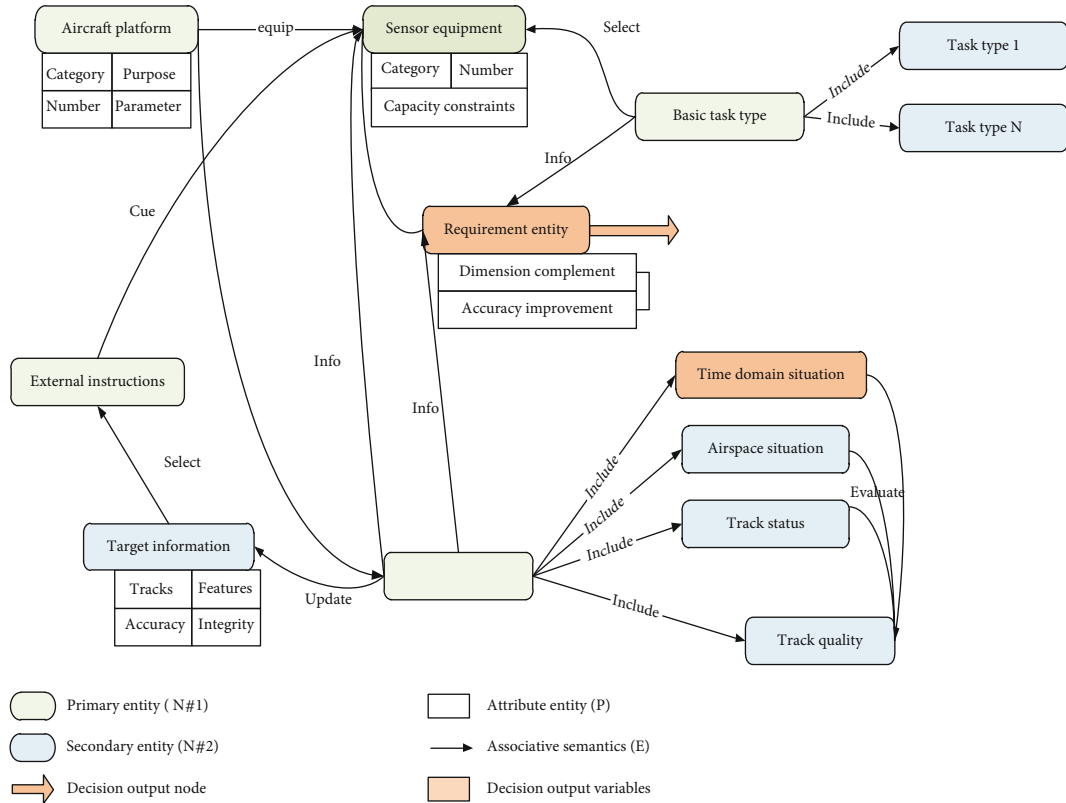 Aircraft platform
equip
Sensor equipment
Select
Task type 1
Category
Purpose
Number
Parameter
Category
Number
Capacity constraints
Include
Basic task type
Include
Task type N
Info
Cue
Requirement entity
Dimension complement
Accuracy improvement
External instructions
Info
Info
Time domain situation
Select
Include
Airspace situation
Include
Evaluate
Track status
Include
Target information
Tracks
Features
Accuracy
Integrity
Update
Include
Track quality
Primary entity ( N#1)
Attribute entity (P)
Secondary entity (N#2)
Associative semantics (E)
Decision output node
Decision output variables